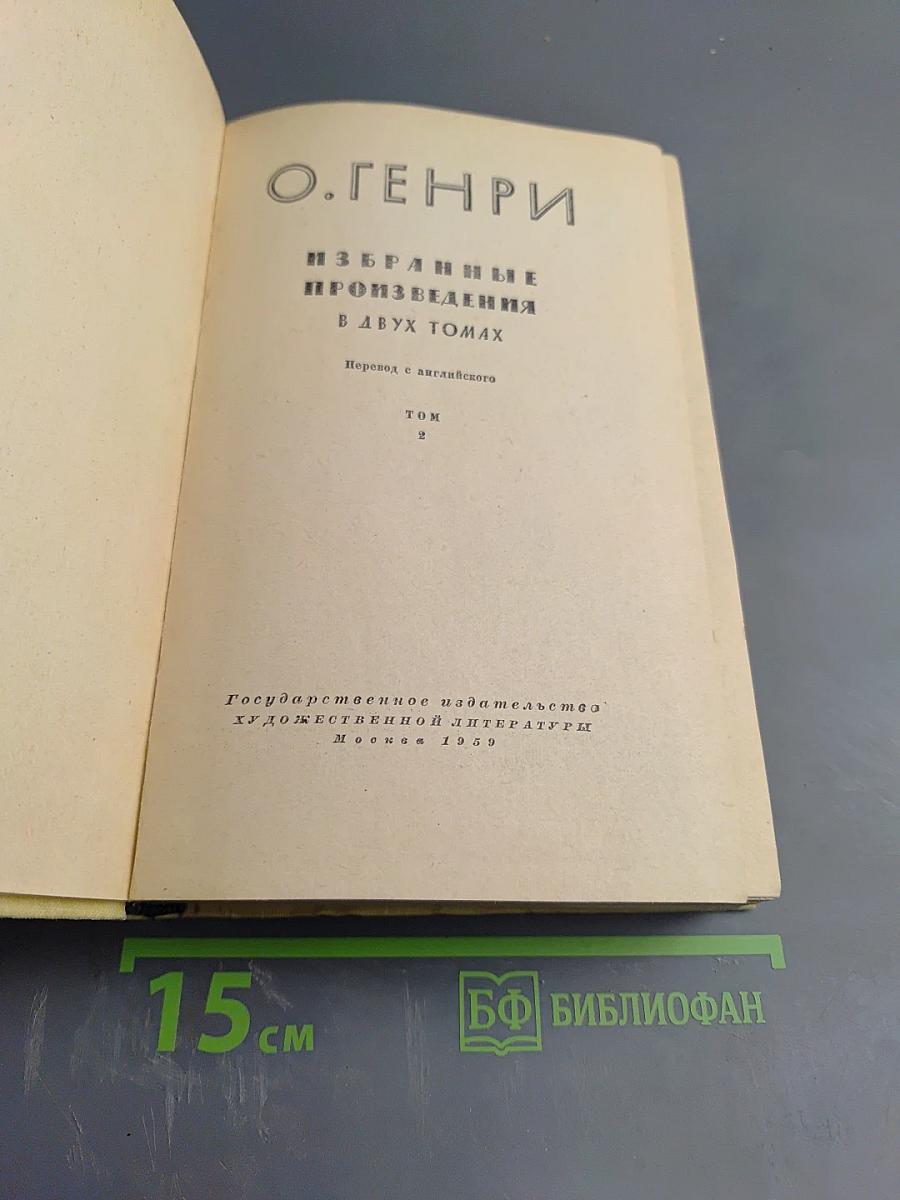 О. ГЕНРИ
ИЗБРАННЫЕ
ПРОИЗВЕДЕНИЯ
В ДВУХ ТОМАХ
Перевод с английского
ТОМ
2
Государственное издательство
ХУДОЖЕСТВЕННОЙ ЛИТЕРАТУРЫ
Москва 1959
15 см
БФ БИБЛИОФАН